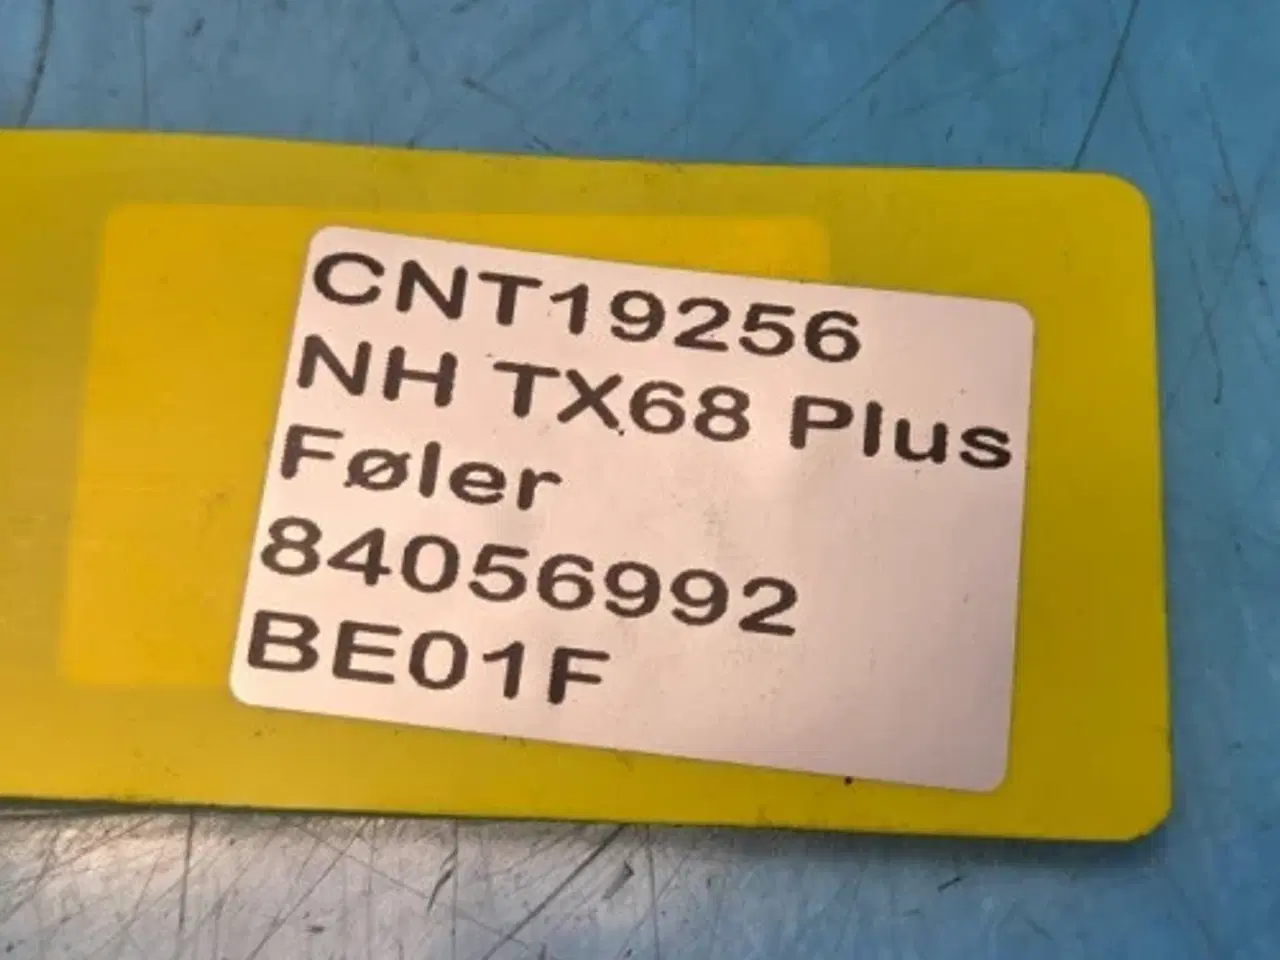 CNT19256
NH TX68 Plus
Føler
84056992
BE01F